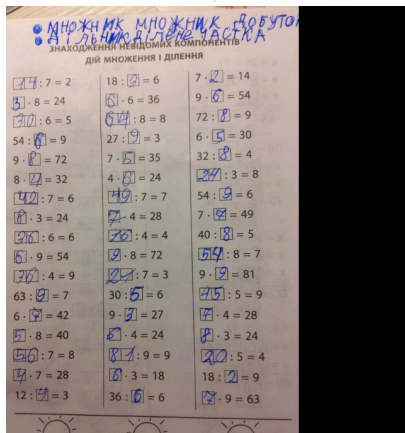 множник множник добуток
дільник ділене частка
ЗНАХОДЖЕННЯ НЕВІДОМИХ КОМПОНЕНТІВ
ДІЙ МНОЖЕННЯ І ДІЛЕННЯ
14 : 7 = 2 18 : 3 = 6 7 · 2 = 14
3 · 8 = 24 6 · 6 = 36 9 · 6 = 54
30 : 6 = 5 64 : 8 = 8 72 : 8 = 9
54 : 6 = 9 27 : 9 = 3 6 · 5 = 30
9 · 8 = 72 7 · 5 = 35 32 : 8 = 4
8 · 4 = 32 4 · 6 = 24 24 : 3 = 8
42 : 7 = 6 49 : 7 = 7 54 : 9 = 6
8 · 3 = 24 7 · 4 = 28 7 · 7 = 49
36 : 6 = 6 16 : 4 = 4 40 : 8 = 5
6 · 9 = 54 9 · 8 = 72 54 : 8 = 7
36 : 4 = 9 21 : 7 = 3 9 · 9 = 81
63 : 9 = 7 30 : 5 = 6 45 : 5 = 9
6 · 7 = 42 9 · 3 = 27 7 · 4 = 28
5 · 8 = 40 6 · 4 = 24 8 · 3 = 24
56 : 7 = 8 81 : 9 = 9 20 : 5 = 4
4 · 7 = 28 6 · 3 = 18 18 : 2 = 9
12 : 4 = 3 36 : 6 = 6 7 · 9 = 63